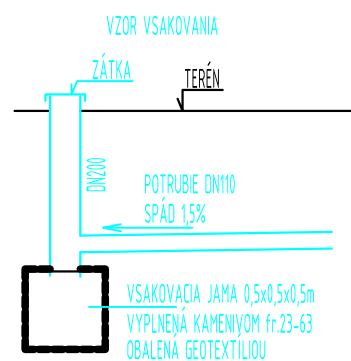 VZOR VSAKOVANIA
ZÁTKA
TERÉN
DN200
POTRUBIE DN110
SPÁD 1,5%
VSAKOVACIA JAMA 0,5x0,5x0,5m
VYPLNENÁ KAMENIVOM fr.23-63
OBALENÁ GEOTEXTÍLIOU